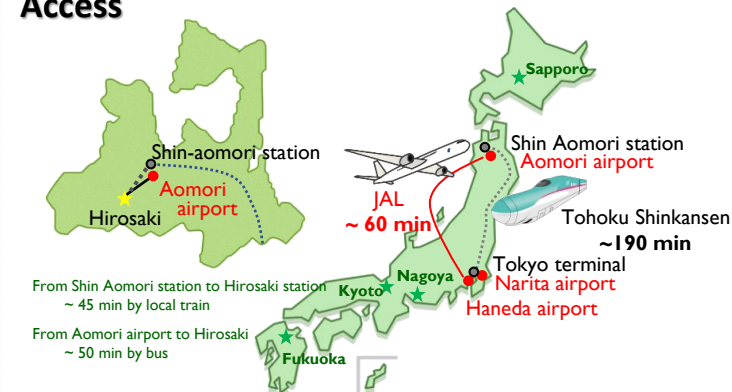 Access
Shin-aomori station
Aomori
airport
Hirosaki
From Shin Aomori station to Hirosaki station
~ 45 min by local train
From Aomori airport to Hirosaki
~ 50 min by bus
Sapporo
Shin Aomori station
Aomori airport
JAL
~ 60 min
Tohoku Shinkansen
~190 min
Tokyo terminal
Narita airport
Haneda airport
Nagoya
Kyoto
Fukuoka